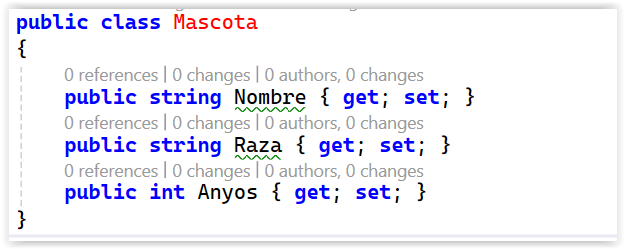 public class Mascota
{
0 references | 0 changes | 0 authors, 0 changes
public string Nombre { get; set; }
0 references | 0 changes | 0 authors, 0 changes
public string Raza { get; set; }
0 references | 0 changes | 0 authors, 0 changes
public int Anyos { get; set; }
}